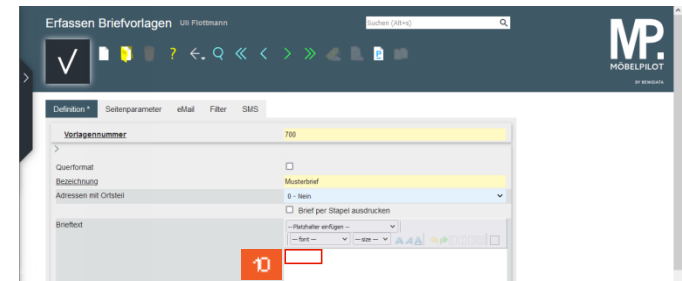 Erfassen Briefvorlagen Uli Flottmann
Suchen (Alt+s)
MP.
MÖBELPILOT
BY BEMIDATA
Definition * Seitenparameter eMail Filter SMS
Vorlagennummer 700
Querformat
Bezeichnung Musterbrief
Adressen mit Ortsteil 0 - Nein
Brief per Stapel ausdrucken
Brieftext --Platzhalter einfügen --
-- font -- -- size -- A A A
10